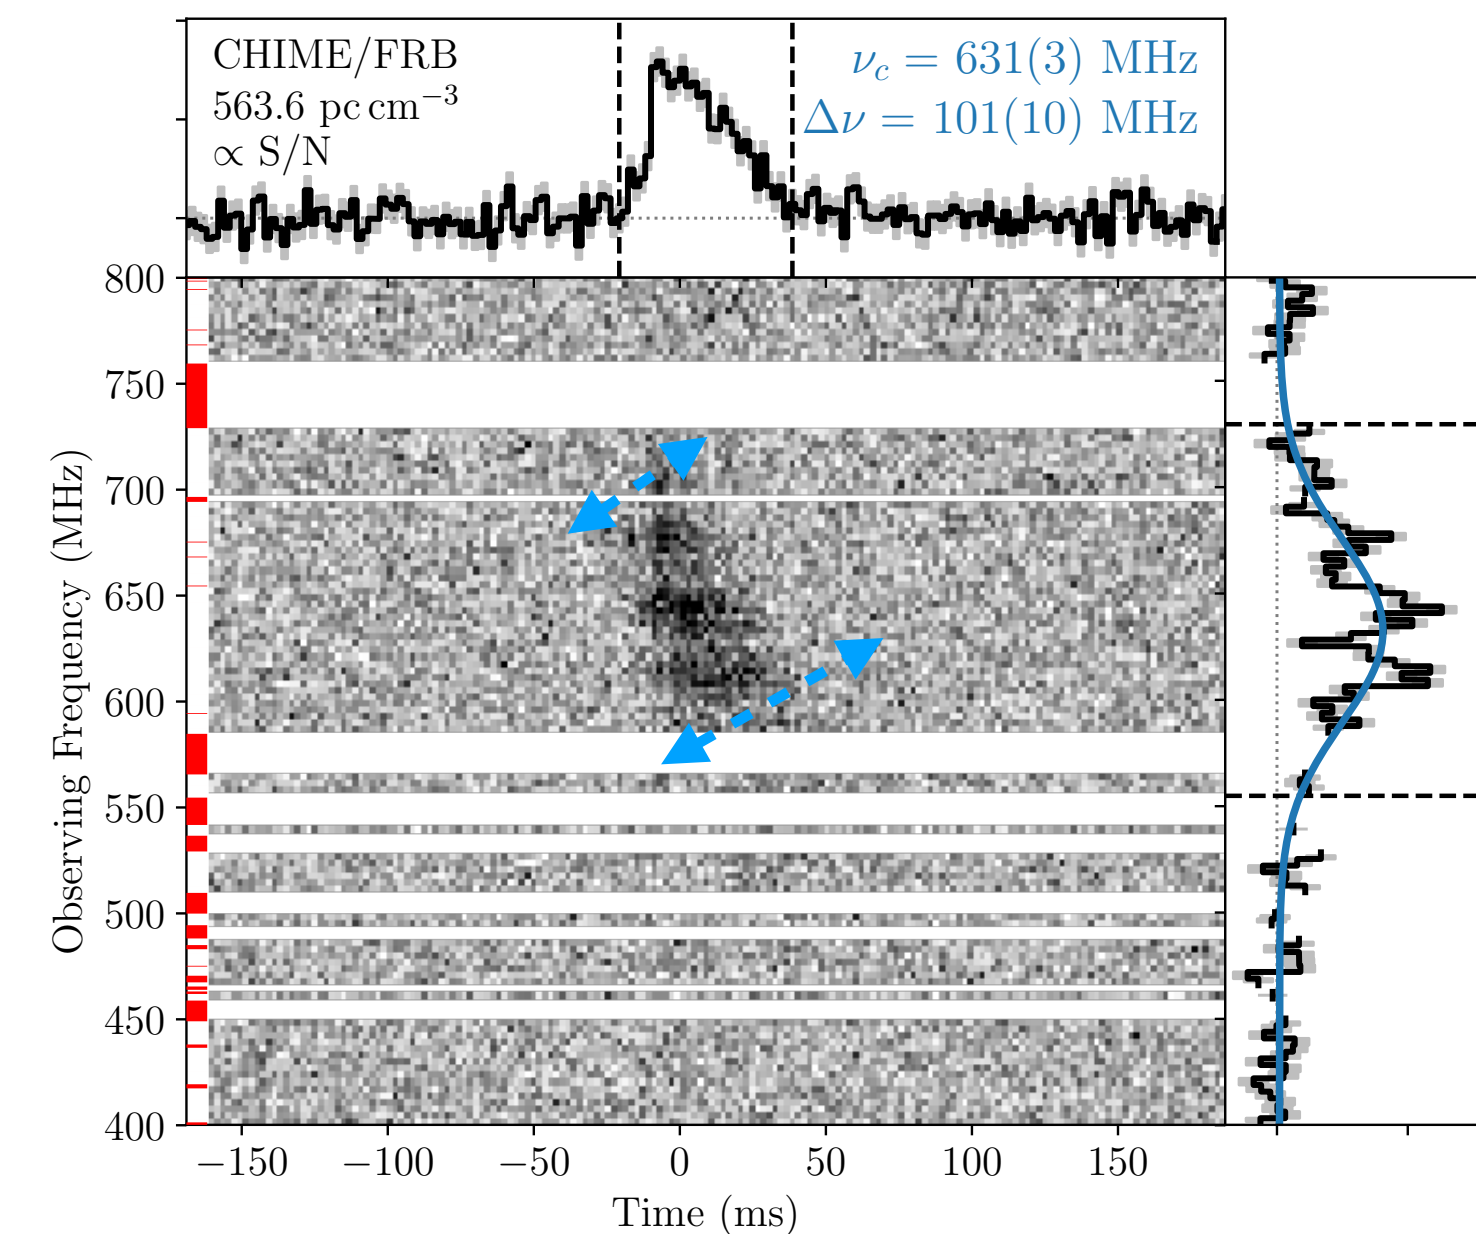 CHIME/FRB
563.6 pc cm⁻³
∝ S/N
ν_c = 631(3) MHz
Δν = 101(10) MHz
800
750
700
650
600
550
500
450
400
Observing Frequency (MHz)
−150 −100 −50 0 50 100 150
Time (ms)